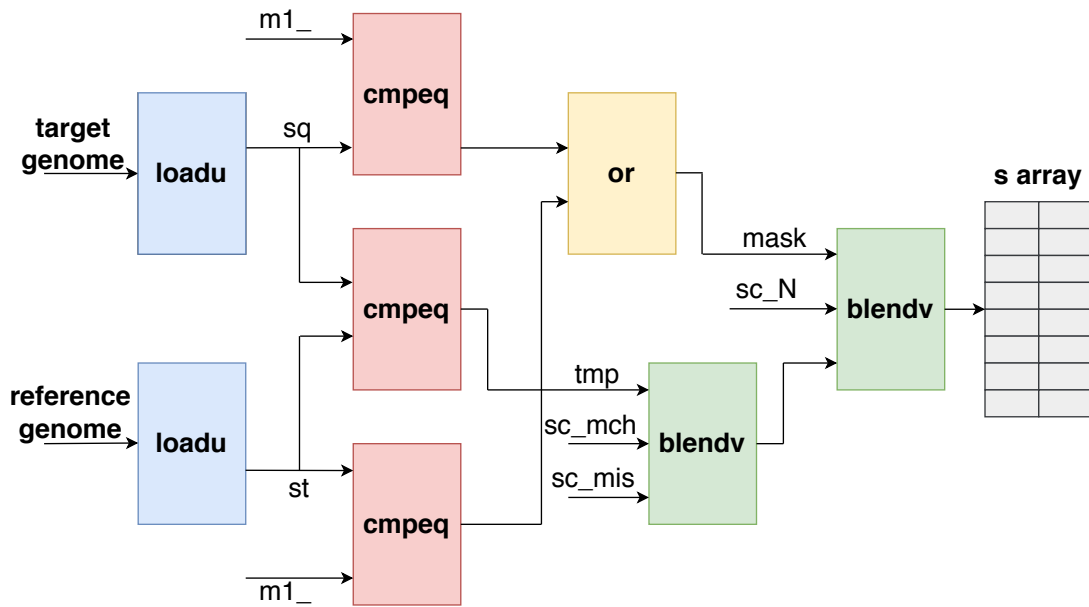 m1_
cmpeq
target
genome
loadu
sq
or
s array
cmpeq
mask
sc_N
blendv
reference
genome
loadu
st
tmp
sc_mch
sc_mis
blendv
cmpeq
m1_